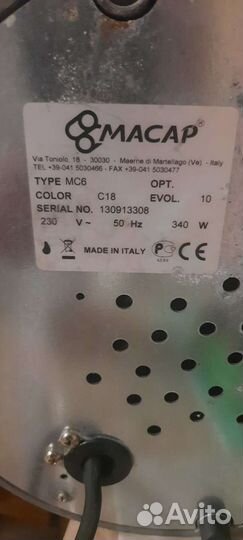 MACAP®
Via Toniolo, 18 - 30030 - Maerne di Martellago (Ve) - Italy
TEL +39-041 5030466 - FAX +39-041 5030477
TYPE MC6 OPT.
COLOR C18 EVOL. 10
SERIAL NO. 130913308
230 V~ 50 Hz 340 W
MADE IN ITALY CE
Avito